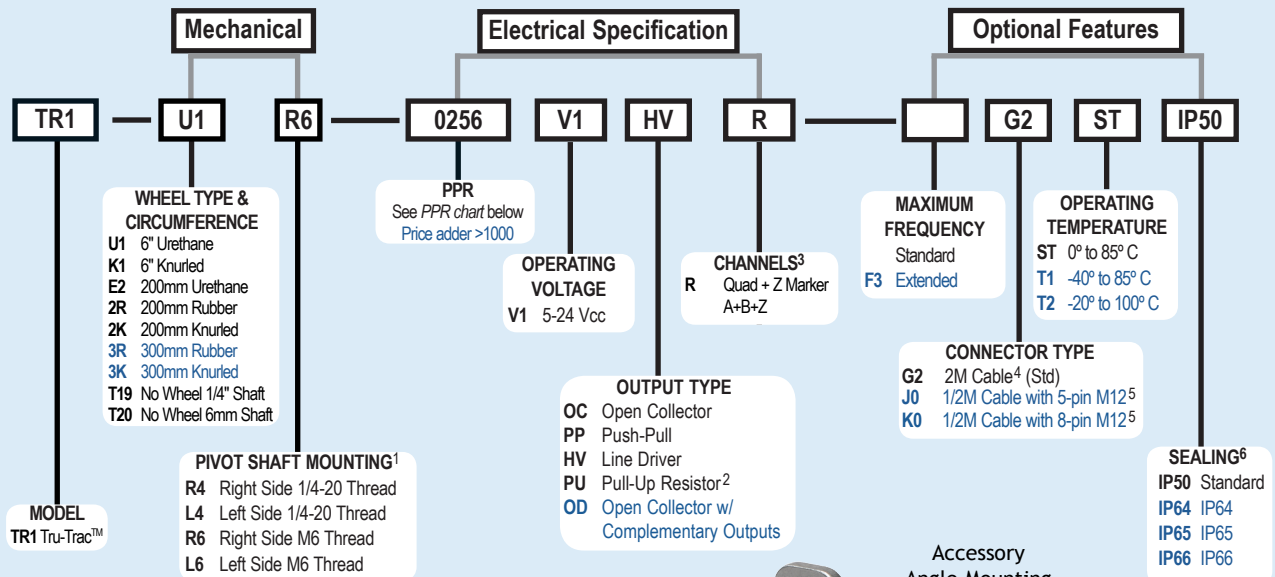 Mechanical
Electrical Specification
Optional Features
TR1
U1
R6
0256
V1
HV
R
G2
ST
IP50
WHEEL TYPE &
CIRCUMFERENCE
U1 6" Urethane
K1 6" Knurled
E2 200mm Urethane
2R 200mm Rubber
2K 200mm Knurled
3R 300mm Rubber
3K 300mm Knurled
T19 No Wheel 1/4" Shaft
T20 No Wheel 6mm Shaft
PPR
See PPR chart below
Price adder >1000
OPERATING
VOLTAGE
V1 5-24 Vcc
CHANNELS3
R Quad + Z Marker
A+B+Z
MAXIMUM
FREQUENCY
Standard
F3 Extended
OPERATING
TEMPERATURE
ST 0º to 85º C
T1 -40º to 85º C
T2 -20º to 100º C
CONNECTOR TYPE
G2 2M Cable4 (Std)
J0 1/2M Cable with 5-pin M125
K0 1/2M Cable with 8-pin M125
OUTPUT TYPE
OC Open Collector
PP Push-Pull
HV Line Driver
PU Pull-Up Resistor2
OD Open Collector w/
Complementary Outputs
PIVOT SHAFT MOUNTING1
R4 Right Side 1/4-20 Thread
L4 Left Side 1/4-20 Thread
R6 Right Side M6 Thread
L6 Left Side M6 Thread
MODEL
TR1 Tru-Trac™
SEALING6
IP50 Standard
IP64 IP64
IP65 IP65
IP66 IP66
Accessory
Angle Mounting